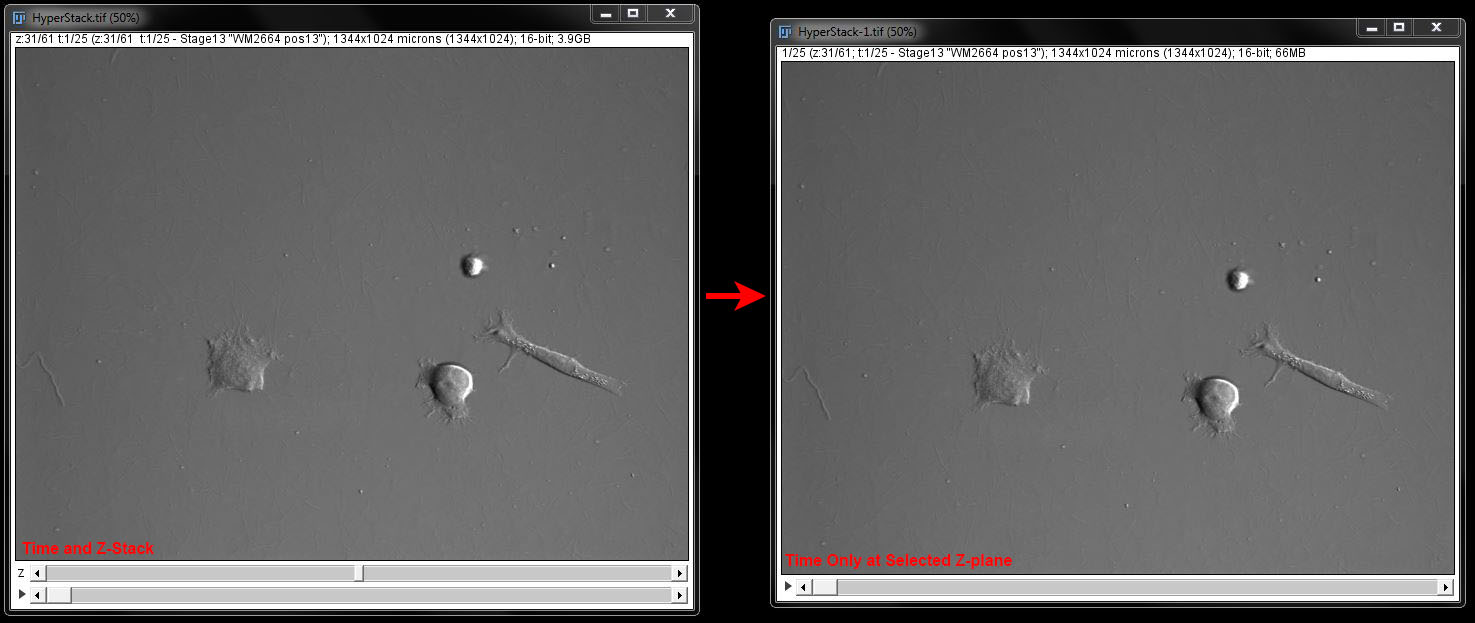 HyperStack.tif (50%)
z:31/61 t:1/25 (z:31/61 t:1/25 - Stage13 "WM2664 pos13"); 1344x1024 microns (1344x1024); 16-bit; 3.9GB
Time and Z-Stack
Z
HyperStack-1.tif (50%)
1/25 (z:31/61; t:1/25 - Stage13 "WM2664 pos13"); 1344x1024 microns (1344x1024); 16-bit; 66MB
Time Only at Selected Z-plane